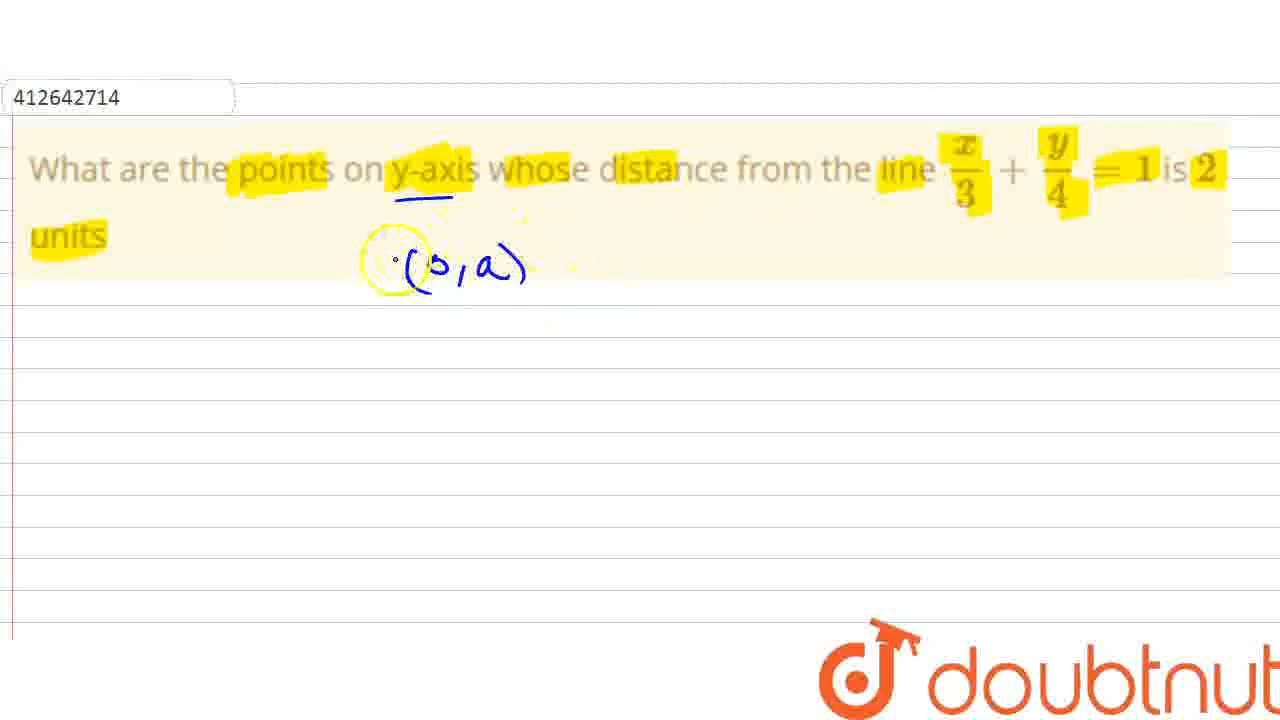 412642714
What are the points on y-axis whose distance from the line x/3 + y/4 = 1 is 2
units
(0, a)
doubtnut